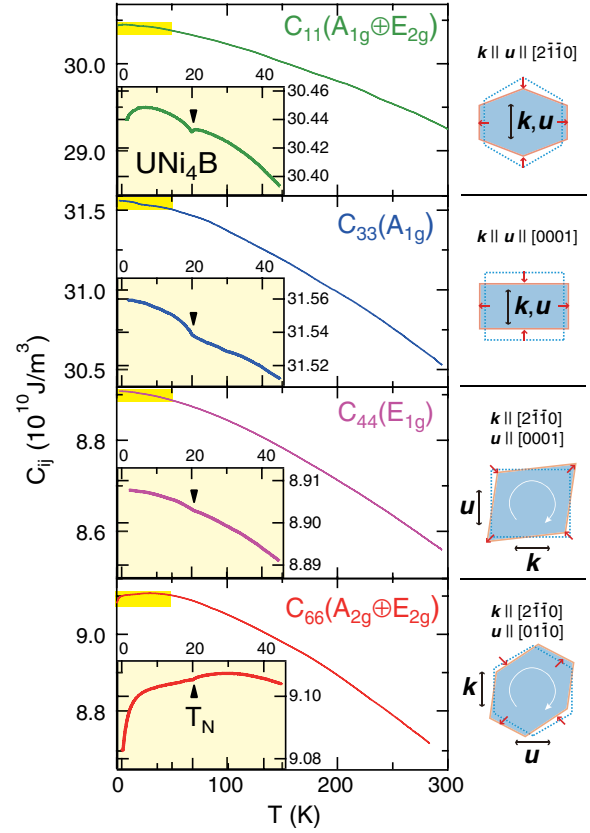 C11(A1g⊕E2g)
0 20 40
30.0
29.0
30.46
30.44
30.42
30.40
UNi4B
k || u || [21̄1̄0]
k, u
C33(A1g)
0 20 40
31.5
31.0
30.5
31.56
31.54
31.52
k || u || [0001]
k, u
C44(E1g)
0 20 40
8.8
8.6
8.91
8.90
8.89
k || [21̄1̄0]
u || [0001]
u
k
C66(A2g⊕E2g)
0 20 40
9.0
8.8
9.10
9.08
TN
k || [21̄1̄0]
u || [011̄0]
k
u
Cij (10^10 J/m^3)
0 100 200 300
T (K)